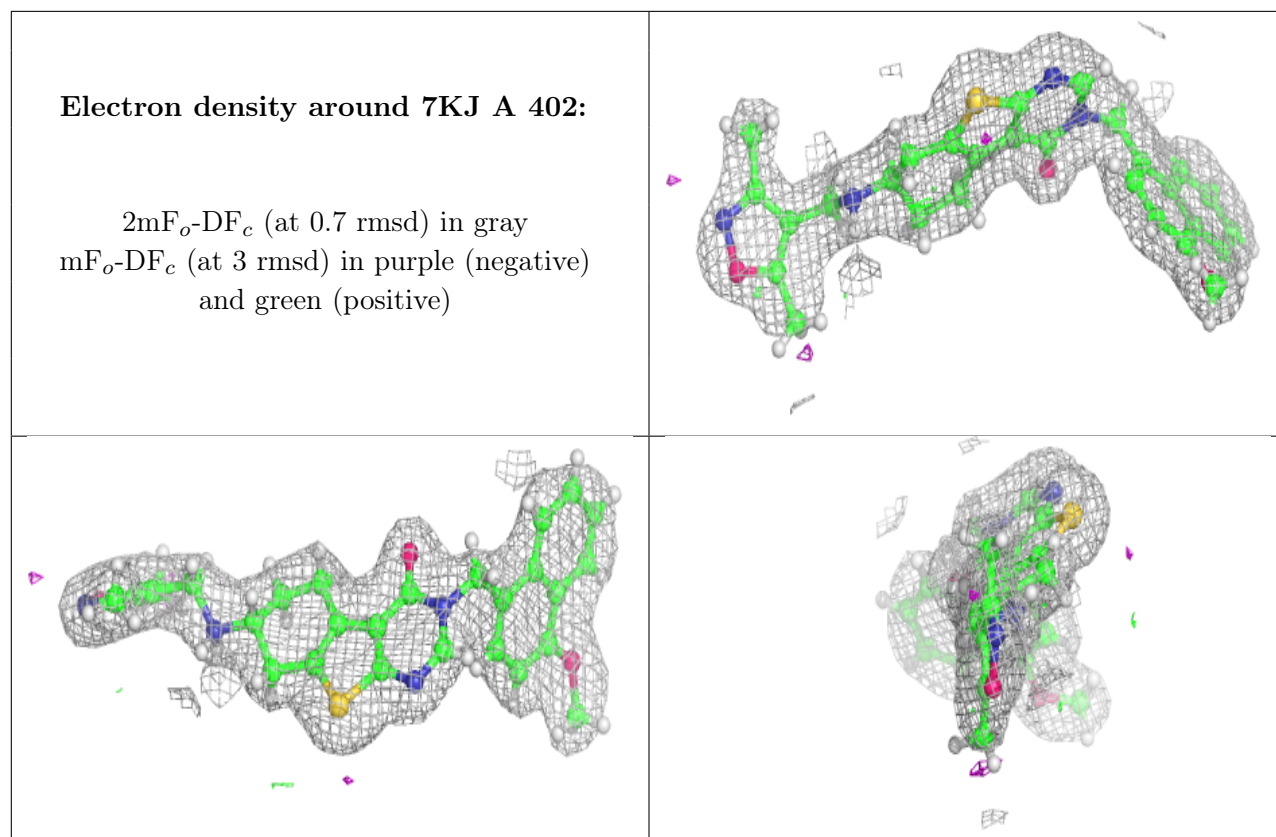 Electron density around 7KJ A 402:
2mFₒ-DF𝒸 (at 0.7 rmsd) in gray
mFₒ-DF𝒸 (at 3 rmsd) in purple (negative)
and green (positive)